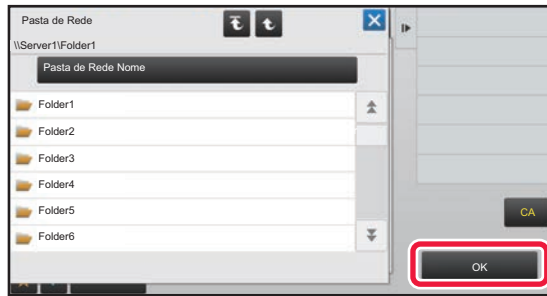 Pasta de Rede
\\Server1\Folder1
Pasta de Rede Nome
Folder1
Folder2
Folder3
Folder4
Folder5
Folder6
CA
OK